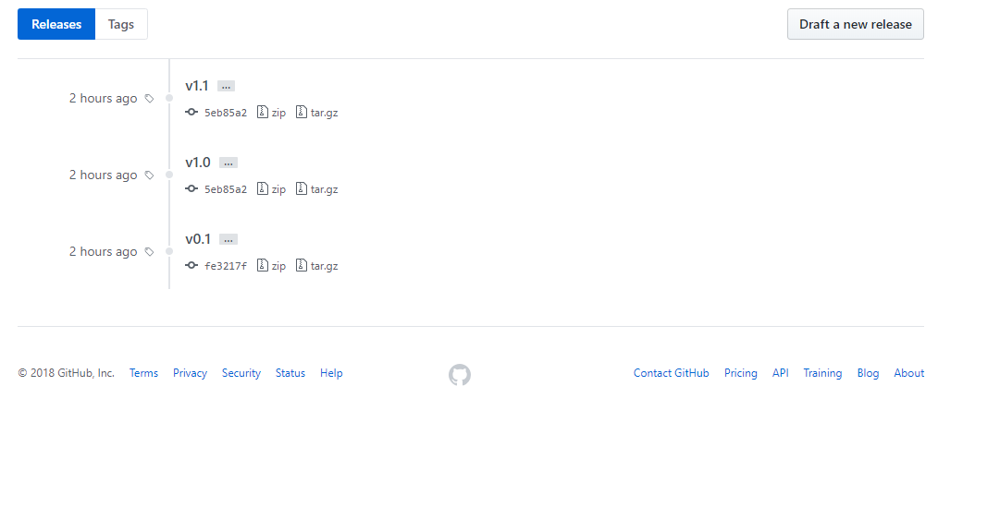 Releases Tags Draft a new release
v1.1 ...
2 hours ago
5eb85a2 zip tar.gz
v1.0 ...
2 hours ago
5eb85a2 zip tar.gz
v0.1 ...
2 hours ago
fe3217f zip tar.gz
© 2018 GitHub, Inc. Terms Privacy Security Status Help Contact GitHub Pricing API Training Blog About